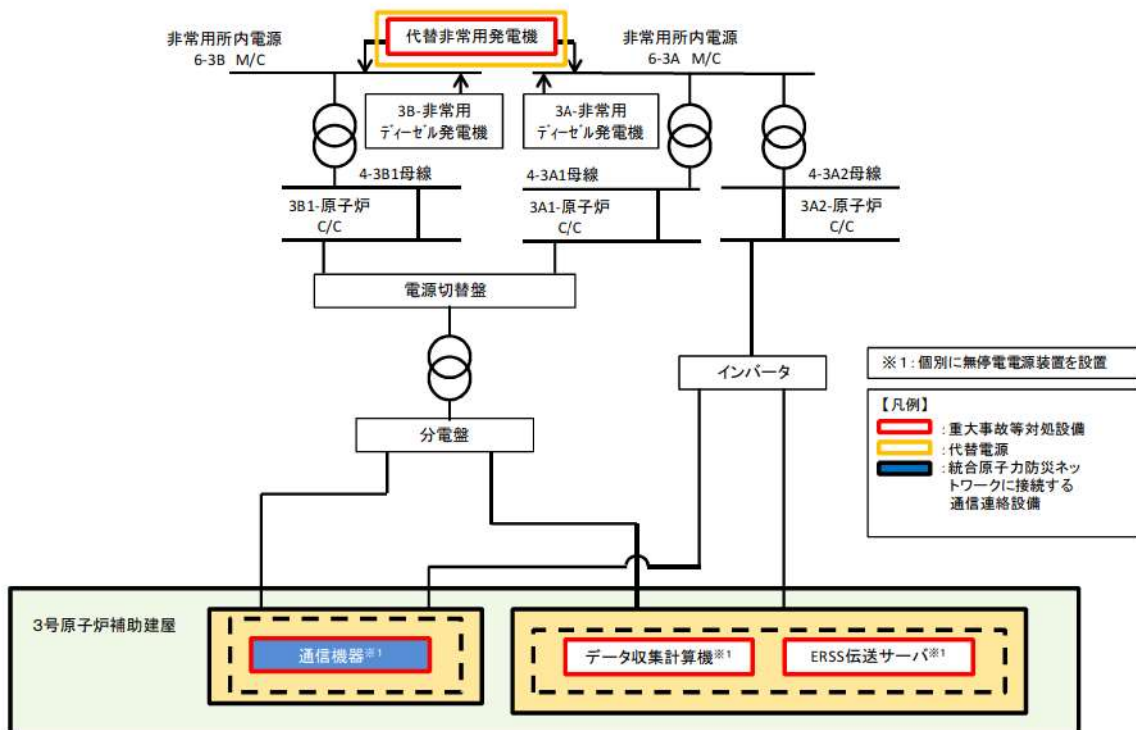 代替非常用発電機
非常用所内電源
6-3B M/C
非常用所内電源
6-3A M/C
3B-非常用
ディーゼル発電機
3A-非常用
ディーゼル発電機
4-3B1母線
3B1-原子炉
C/C
4-3A1母線
3A1-原子炉
C/C
4-3A2母線
3A2-原子炉
C/C
電源切替盤
インバータ
分電盤
※1：個別に無停電電源装置を設置
【凡例】
：重大事故等対処設備
：代替電源
：統合原子力防災ネッ
トワークに接続する
通信連絡設備
3号原子炉補助建屋
通信機器※1
データ収集計算機※1
ERSS伝送サーバ※1